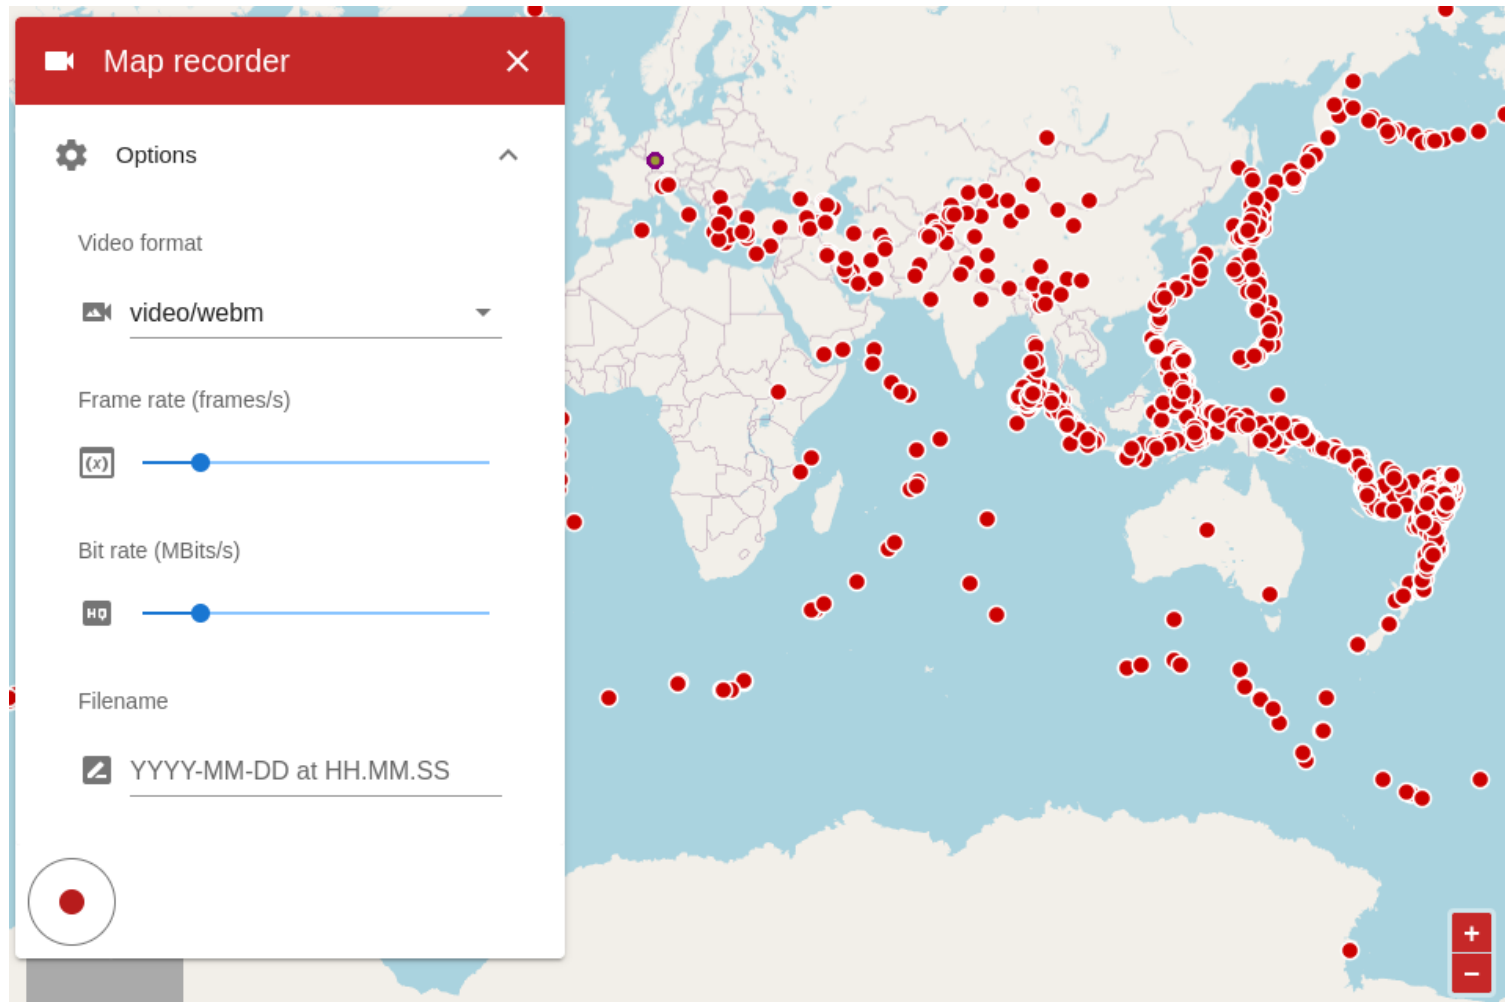 Map recorder
Options
Video format
video/webm
Frame rate (frames/s)
(x)
Bit rate (MBits/s)
HQ
Filename
YYYY-MM-DD at HH.MM.SS
+
−